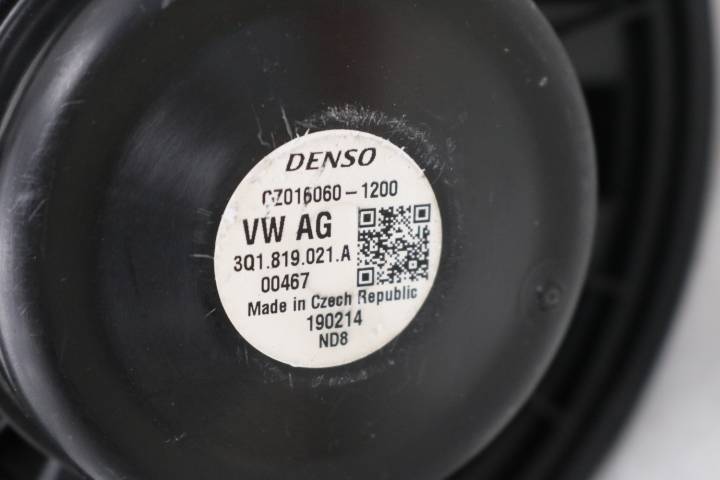 DENSO
CZ016060-1200
VW AG
3Q1.819.021.A
00467
Made in Czech Republic
190214
ND8